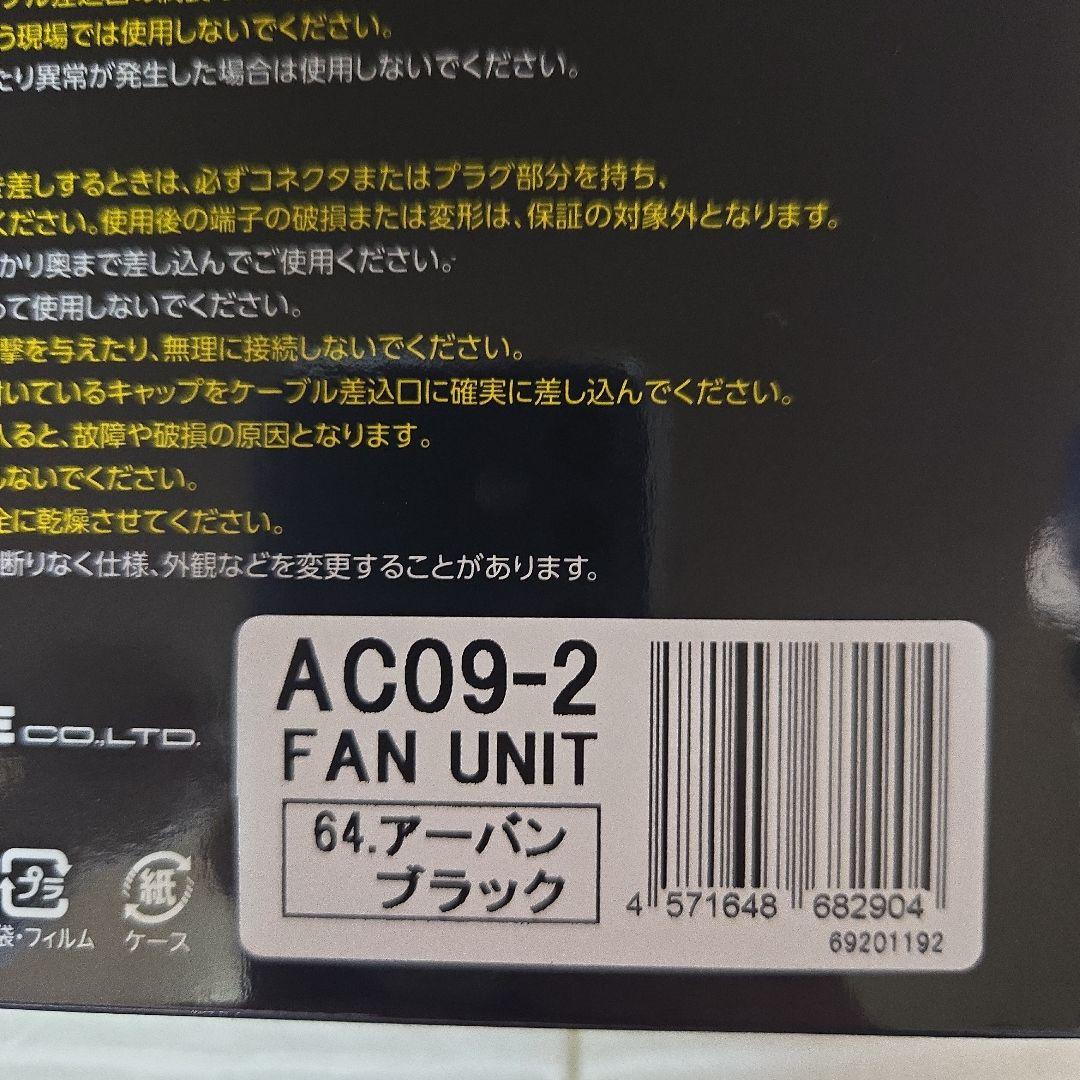 う現場では使用しないでください。
たり異常が発生した場合は使用しないでください。
を差しするときは、必ずコネクタまたはプラグ部分を持ち、
ください。使用後の端子の破損または変形は、保証の対象外となります。
かり奥まで差し込んでご使用ください。
って使用しないでください。
撃を与えたり、無理に接続しないでください。
いているキャップをケーブル差込口に確実に差し込んでください。
入ると、故障や破損の原因となります。
しないでください。
全に乾燥させてください。
断りなく仕様、外観などを変更することがあります。
E CO.,LTD.
プラ
袋・フィルム
紙
ケース
AC09-2
FAN UNIT
64.アーバン
ブラック
4 571648 682904
69201192